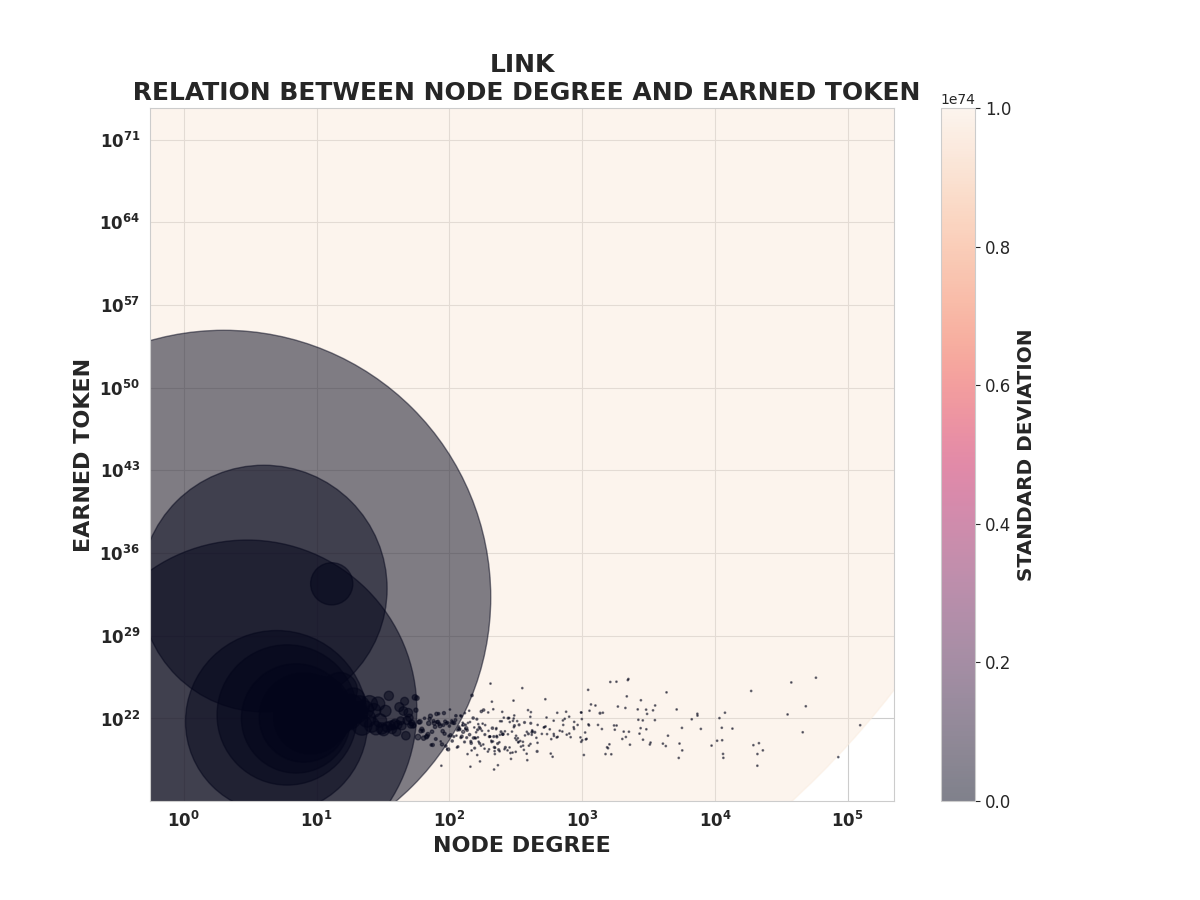 LINK
RELATION BETWEEN NODE DEGREE AND EARNED TOKEN
1e74
1.0
0.8
0.6
0.4
0.2
0.0
STANDARD DEVIATION
EARNED TOKEN
10^71
10^64
10^57
10^50
10^43
10^36
10^29
10^22
10^0 10^1 10^2 10^3 10^4 10^5
NODE DEGREE